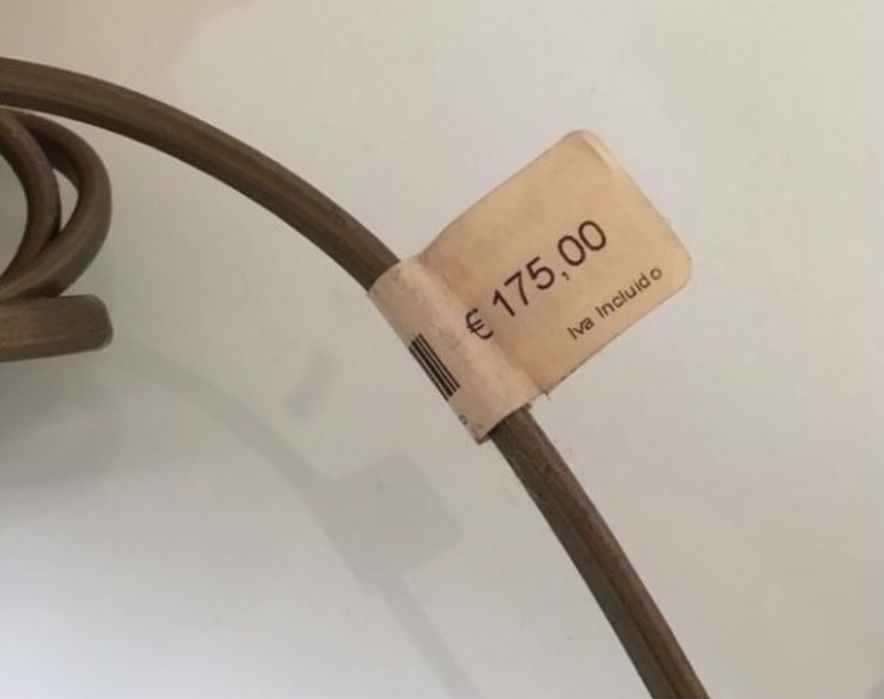 € 175,00
Iva Incluido